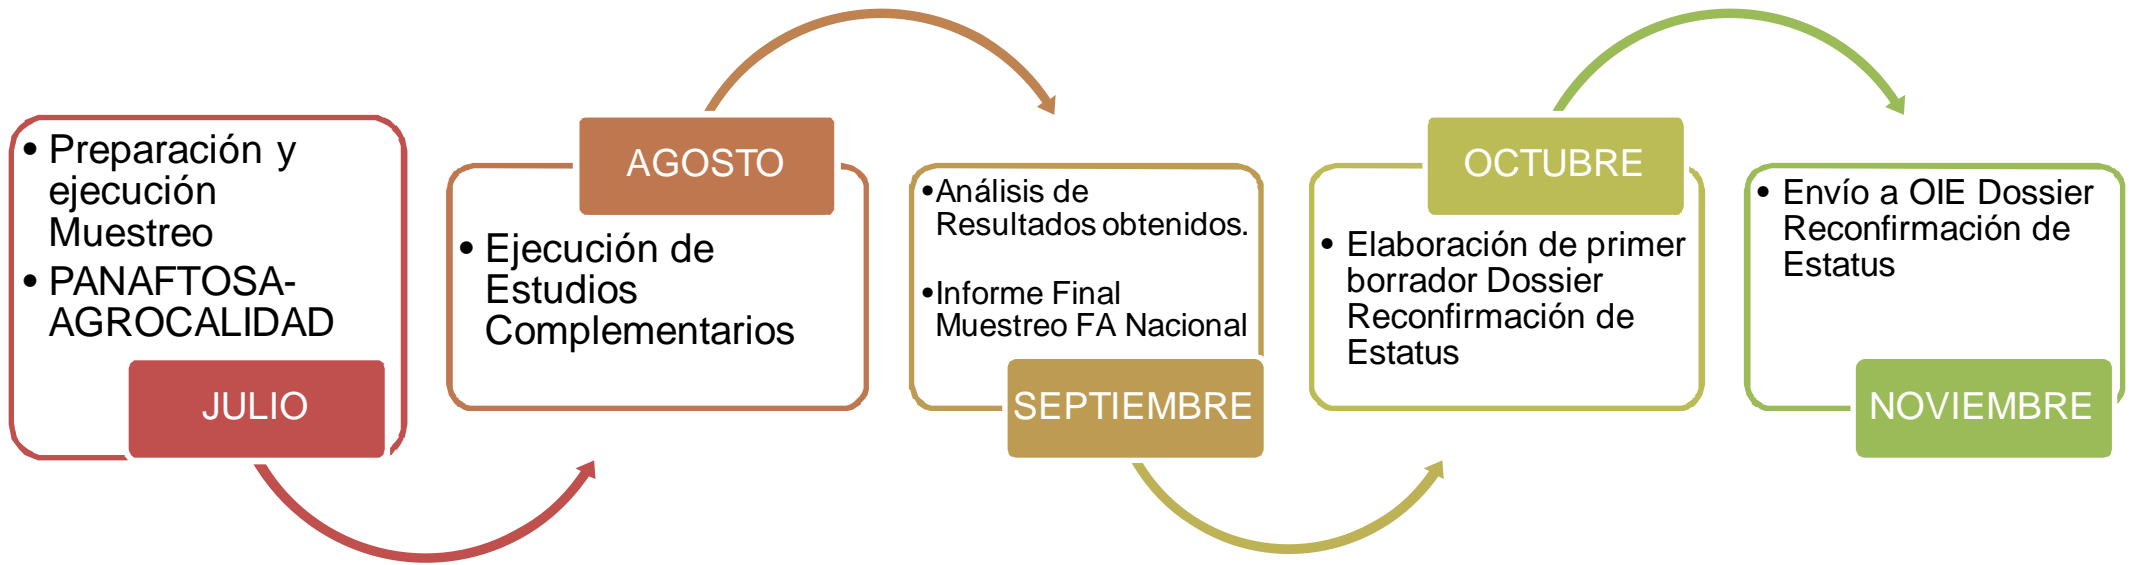 • Preparación y
ejecución
Muestreo
• PANAFTOSA-
AGROCALIDAD
JULIO
AGOSTO
• Ejecución de
Estudios
Complementarios
•Análisis de
Resultados obtenidos.
•Informe Final
Muestreo FA Nacional
SEPTIEMBRE
OCTUBRE
• Elaboración de primer
borrador Dossier
Reconfirmación de
Estatus
• Envío a OIE Dossier
Reconfirmación de
Estatus
NOVIEMBRE